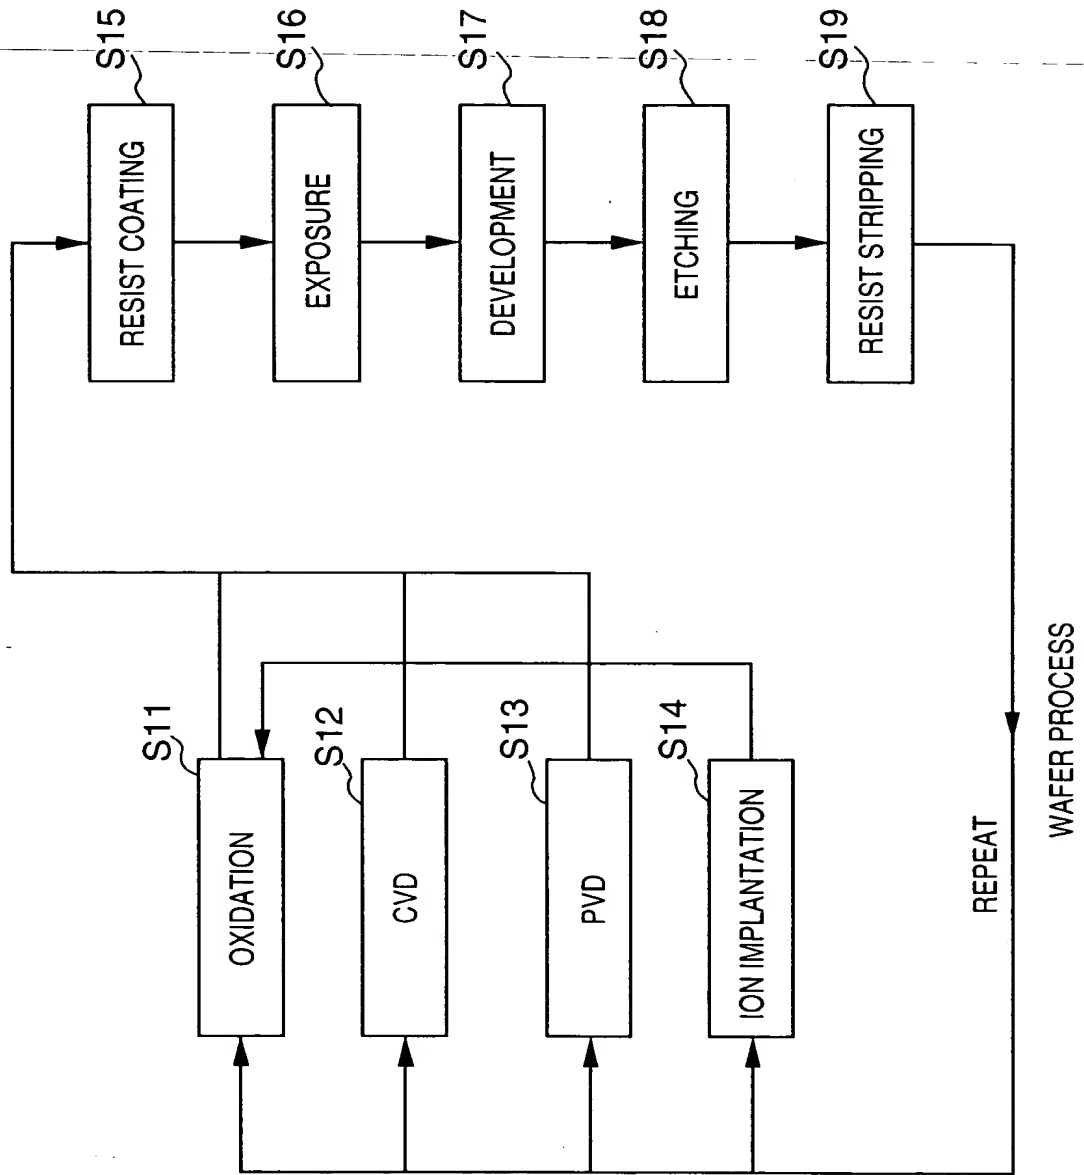 S11
OXIDATION
S12
CVD
S13
PVD
S14
ION IMPLANTATION
S15
RESIST COATING
S16
EXPOSURE
S17
DEVELOPMENT
S18
ETCHING
S19
RESIST STRIPPING
REPEAT
WAFER PROCESS